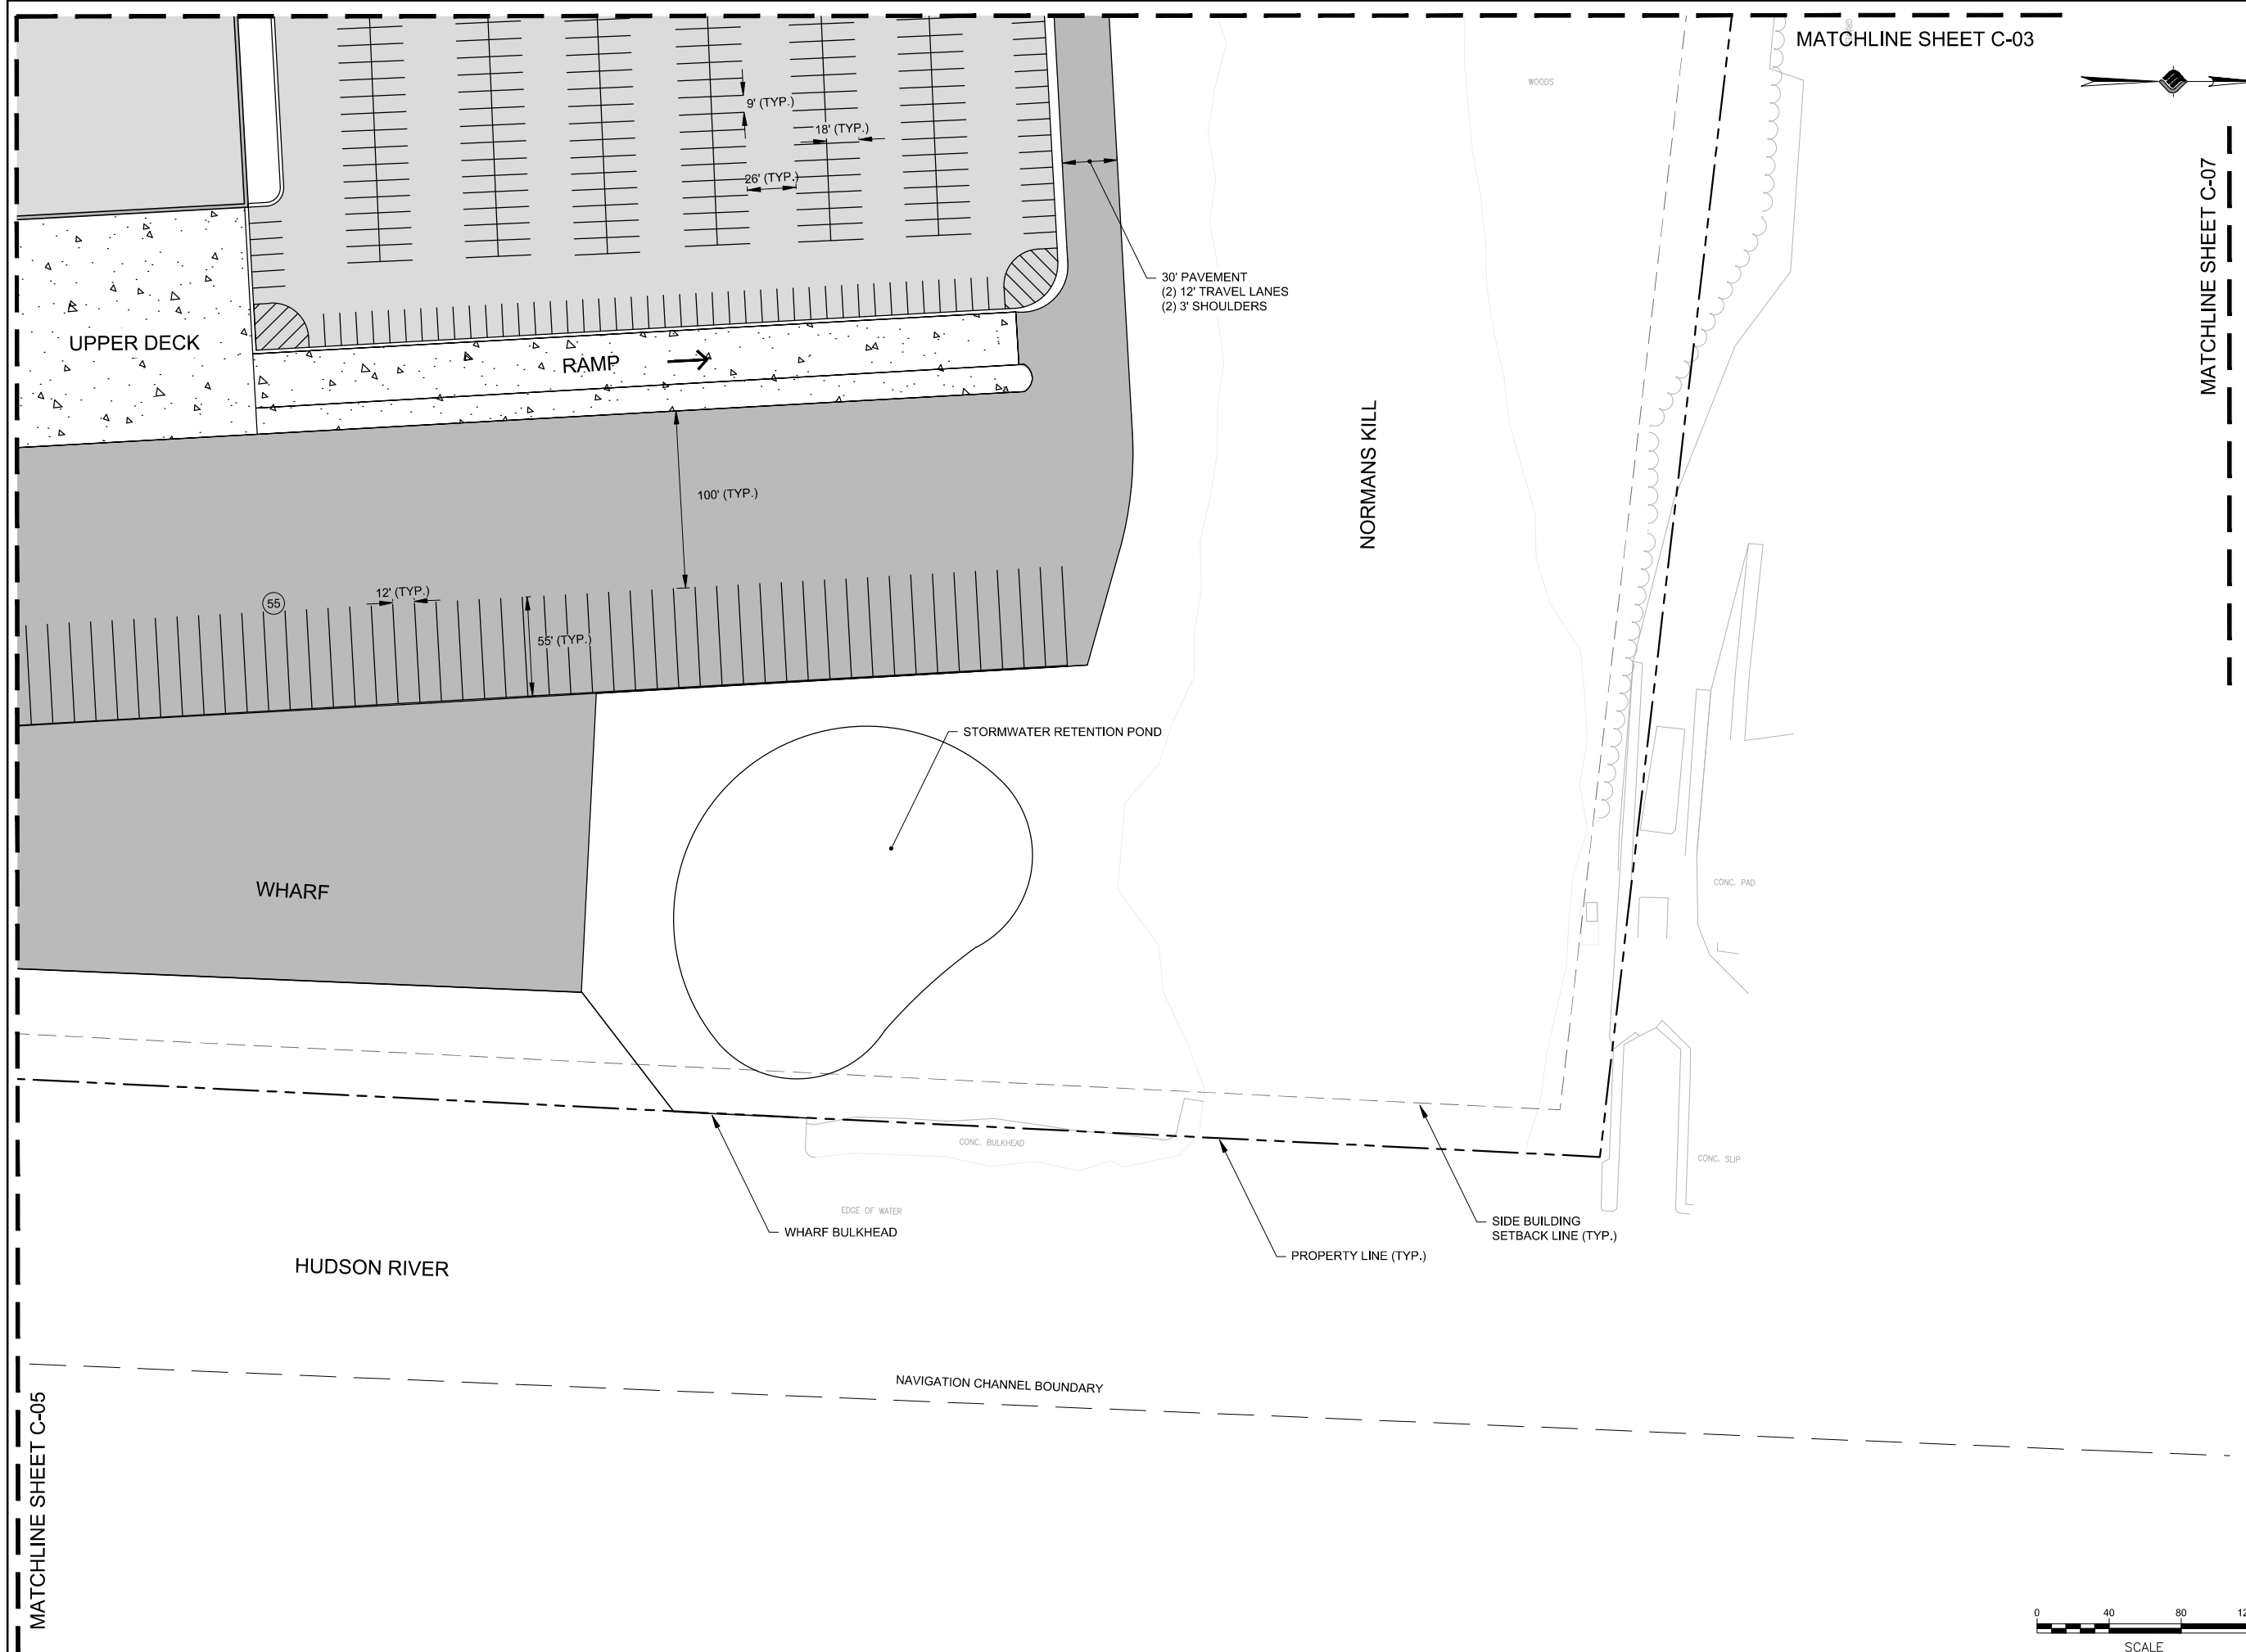 MATCHLINE SHEET C-03
WOODS
9' (TYP.)
18' (TYP.)
26' (TYP.)
MATCHLINE SHEET C-07
30' PAVEMENT
(2) 12' TRAVEL LANES
(2) 3' SHOULDERS
UPPER DECK
RAMP
NORMANS KILL
100' (TYP.)
12' (TYP.)
55
55' (TYP.)
STORMWATER RETENTION POND
WHARF
CONC. PAD
CONC. BULKHEAD
CONC. SLIP
EDGE OF WATER
WHARF BULKHEAD
SIDE BUILDING
SETBACK LINE (TYP.)
PROPERTY LINE (TYP.)
HUDSON RIVER
NAVIGATION CHANNEL BOUNDARY
MATCHLINE SHEET C-05
0 40 80
SCALE